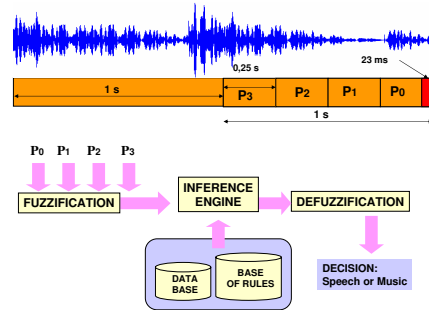 0,25 s
23 ms
1 s
P3 P2 P1 P0
1 s
P0 P1 P2 P3
FUZZIFICATION
INFERENCE
ENGINE
DEFUZZIFICATION
DATA
BASE
BASE
OF RULES
DECISION:
Speech or Music